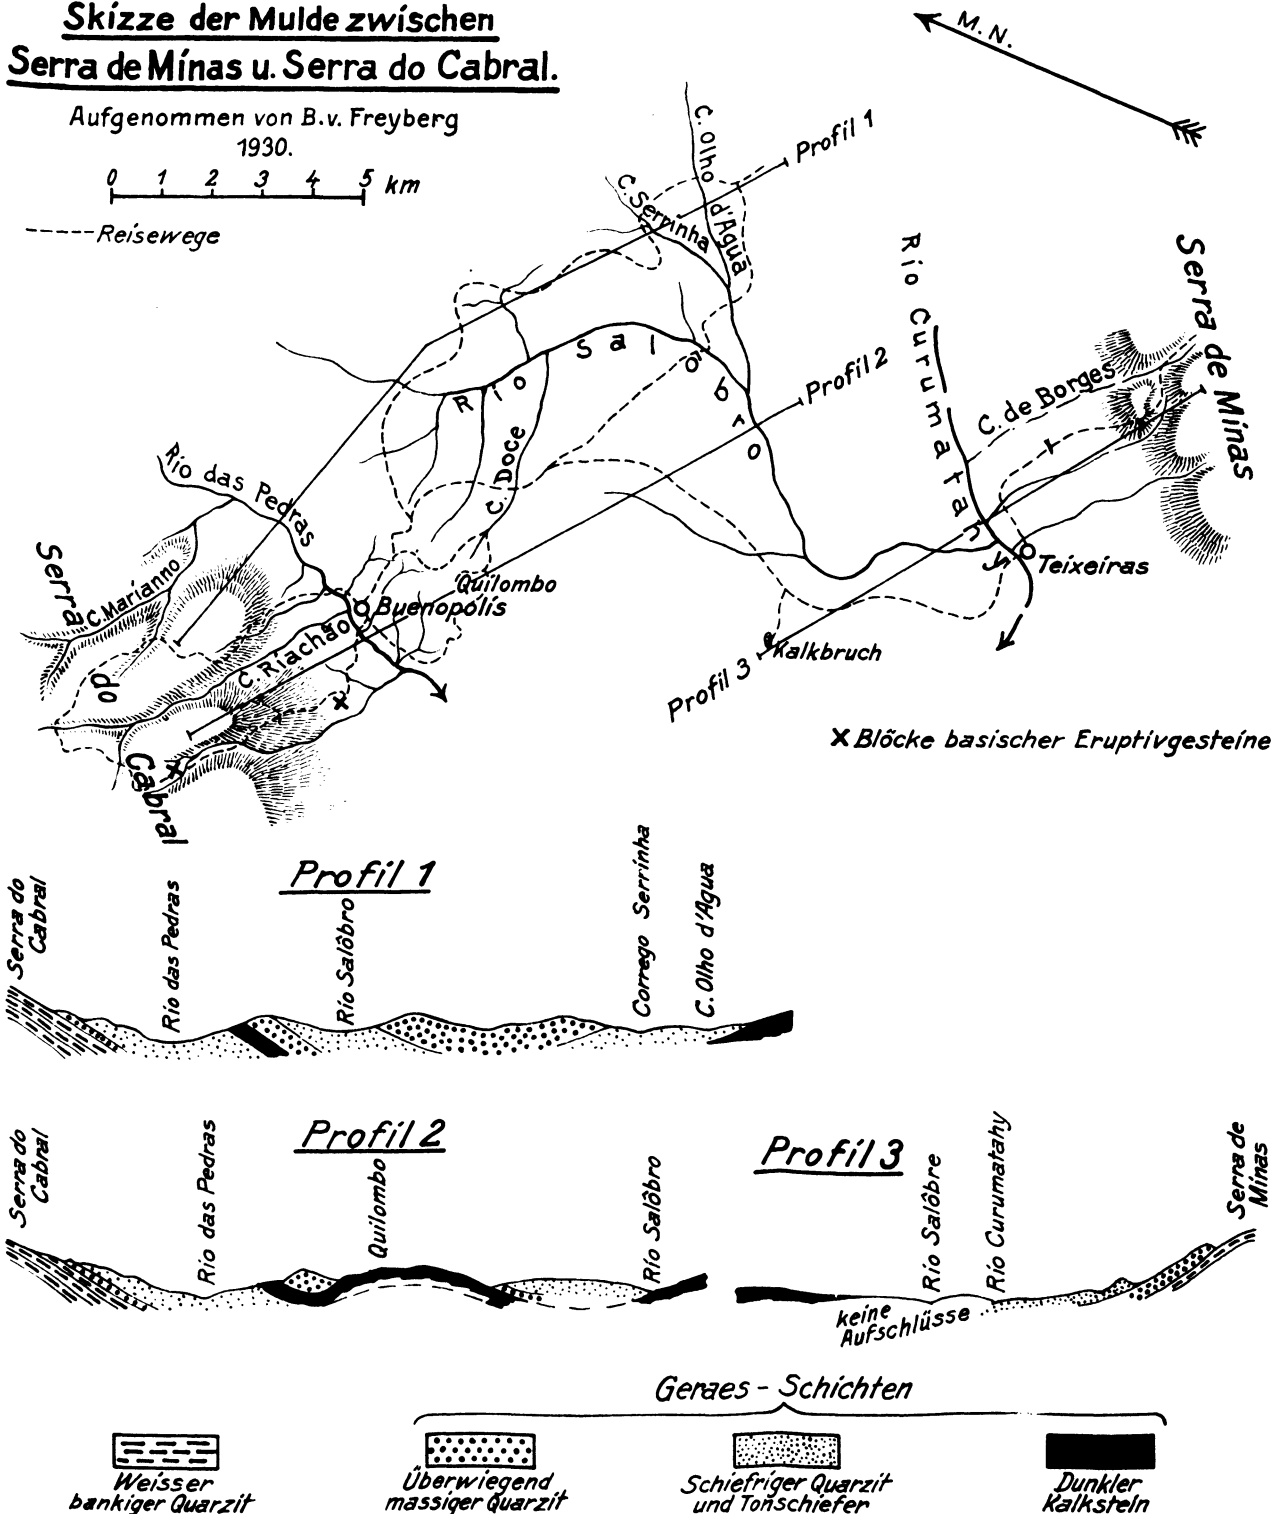 Skizze der Mulde zwischen
Serra de Minas u. Serra do Cabral.
Aufgenommen von B.v. Freyberg
1930.
0 1 2 3 4 5 km
Reisewege
M.N.
C. Olho d'Agua
Profil 1
C. Serrinha
Rio Curumatahy
Serra de Minas
Rio Salôbro
Profil 2
C. de Borges
C. Doce
Rio das Pedras
Serra do Cabral
C. Marianno
Quilombo
Buenopolis
C. Riachão
Teixeiras
Kalkbruch
Profil 3
x Blöcke basischer Eruptivgesteine
Profil 1
Serra do
Cabral
Rio das Pedras
Rio Salôbro
Corrego Serrinha
C. Olho d'Agua
Profil 2
Serra do
Cabral
Rio das Pedras
Quilombo
Rio Salôbro
Profil 3
Rio Salôbre
Rio Curumatahy
Serra de
Minas
keine
Aufschlüsse
Geraes - Schichten
Weisser
bankiger Quarzit
Überwiegend
massiger Quarzit
Schiefriger Quarzit
und Tonschiefer
Dunkler
Kalkstein